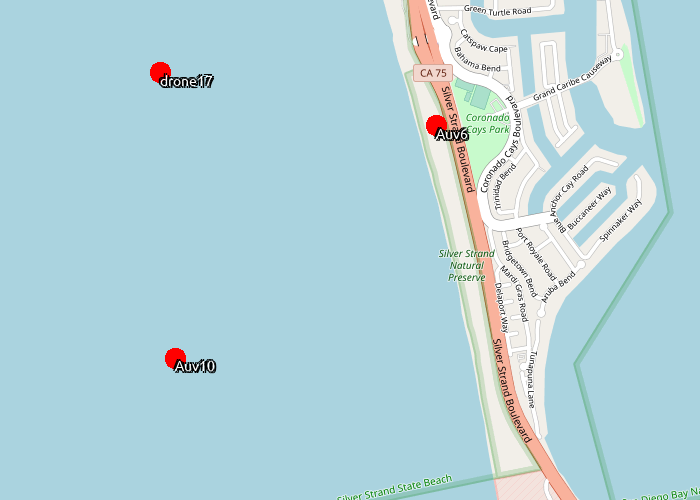 Green Turtle Road
Boulevard
Catspaw Cape
Bahama Bend
CA 75
Grand Caribe Causeway
drone17
Silver Strand Boulevard
Coronado
Cays Park
Auv6
Coronado Cays Boulevard
Trinidad Bend
Anchor Cay Road
Buccaneer Way
Spinnaker Way
Port Royale Road
Silver Strand
Natural
Preserve
Bridgetown Bend
Mardi Gras Road
Aruba Bend
Delaport Way
Silver Strand Boulevard
Tunapuna Lane
Auv10
Silver Strand State Beach
Diego Bay